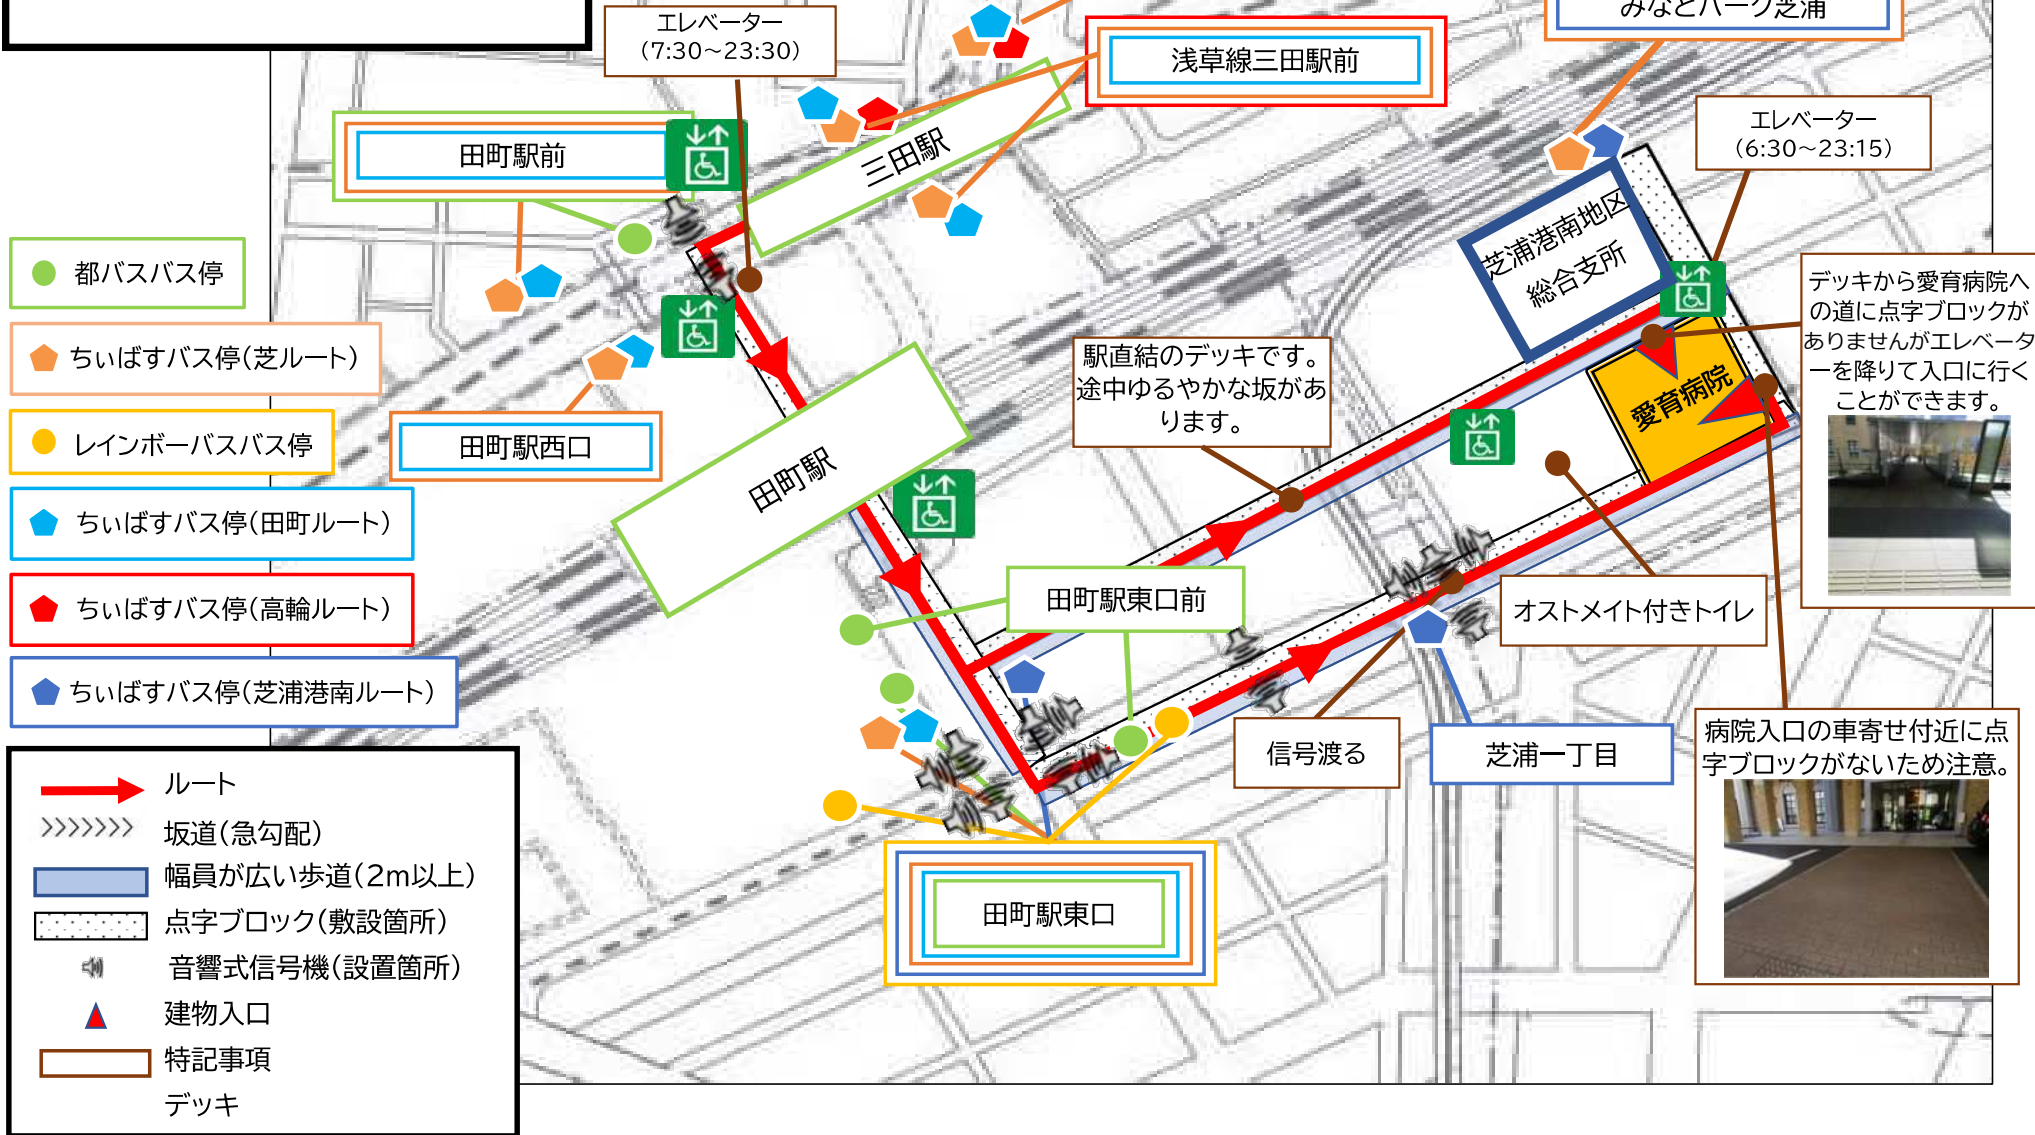 エレベーター
(7:30～23:30)
みなとパーク芝浦
浅草線三田駅前
エレベーター
(6:30～23:15)
田町駅前
三田駅
芝浦港南地区
総合支所
都バスバス停
ちぃばすバス停(芝ルート)
レインボーバスバス停
ちぃばすバス停(田町ルート)
ちぃばすバス停(高輪ルート)
ちぃばすバス停(芝浦港南ルート)
田町駅西口
田町駅
駅直結のデッキです。
途中ゆるやかな坂があ
ります。
愛育病院
デッキから愛育病院へ
の道に点字ブロックが
ありませんがエレベータ
ーを降りて入口に行く
ことができます。
田町駅東口前
オストメイト付きトイレ
信号渡る
芝浦一丁目
病院入口の車寄せ付近に点
字ブロックがないため注意。
田町駅東口
ルート
坂道(急勾配)
幅員が広い歩道(2m以上)
点字ブロック(敷設箇所)
音響式信号機(設置箇所)
建物入口
特記事項
デッキ